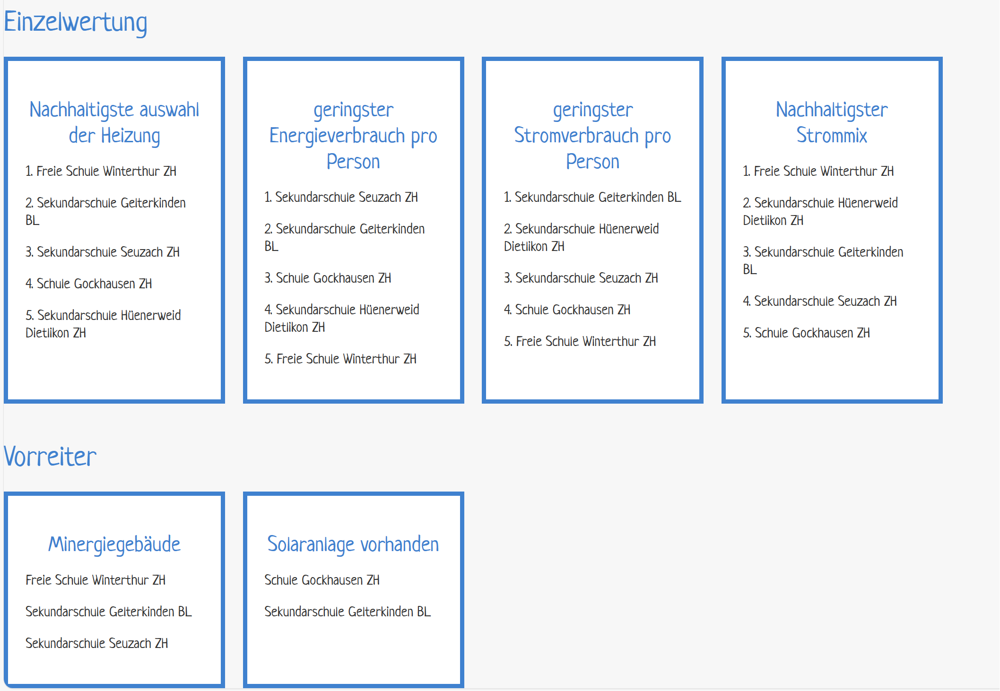 Einzelwertung
Nachhaltigste auswahl
der Heizung
1. Freie Schule Winterthur ZH
2. Sekundarschule Gelterkinden
BL
3. Sekundarschule Seuzach ZH
4. Schule Gockhausen ZH
5. Sekundarschule Hüenerweid
Dietlikon ZH
geringster
Energieverbrauch pro
Person
1. Sekundarschule Seuzach ZH
2. Sekundarschule Gelterkinden
BL
3. Schule Gockhausen ZH
4. Sekundarschule Hüenerweid
Dietlikon ZH
5. Freie Schule Winterthur ZH
geringster
Stromverbrauch pro
Person
1. Sekundarschule Gelterkinden BL
2. Sekundarschule Hüenerweid
Dietlikon ZH
3. Sekundarschule Seuzach ZH
4. Schule Gockhausen ZH
5. Freie Schule Winterthur ZH
Nachhaltigster
Strommix
1. Freie Schule Winterthur ZH
2. Sekundarschule Hüenerweid
Dietlikon ZH
3. Sekundarschule Gelterkinden
BL
4. Sekundarschule Seuzach ZH
5. Schule Gockhausen ZH
Vorreiter
Minergiegebäude
Freie Schule Winterthur ZH
Sekundarschule Gelterkinden BL
Sekundarschule Seuzach ZH
Solaranlage vorhanden
Schule Gockhausen ZH
Sekundarschule Gelterkinden BL